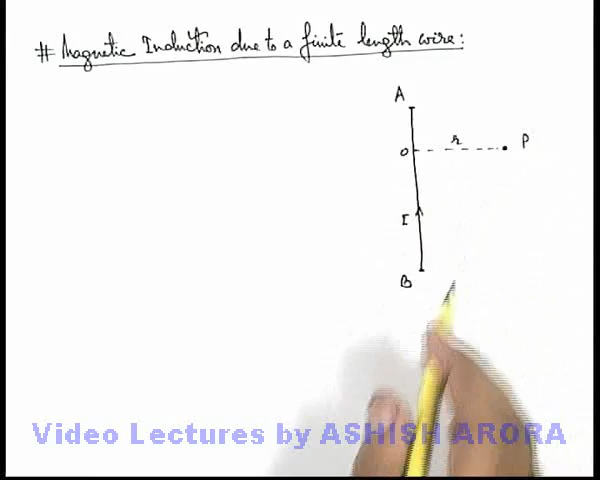 # Magnetic Induction due to a finite length wire:
A
O r P
I
B
Video Lectures by ASHISH ARORA